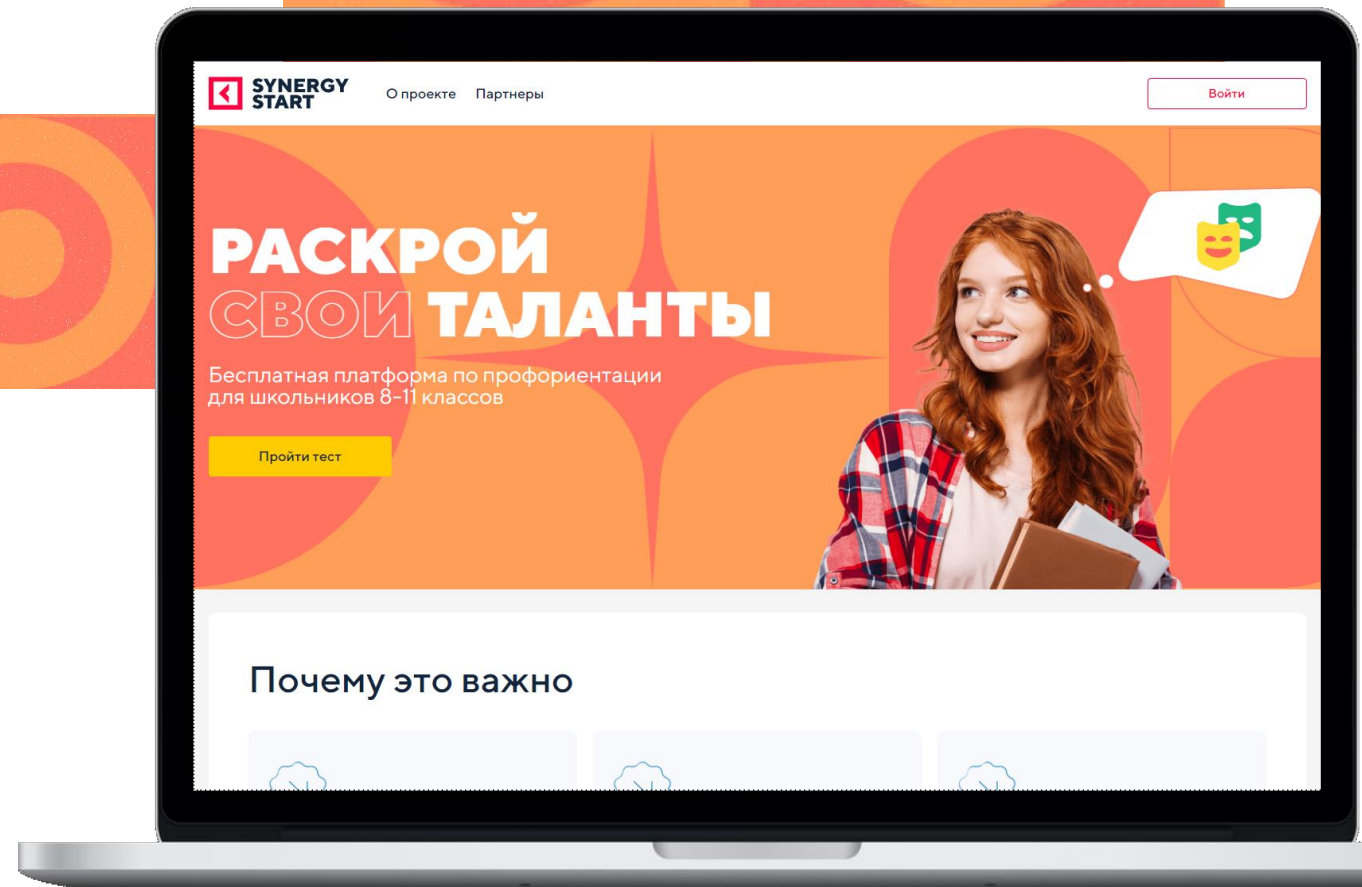 SYNERGY
START
О проекте Партнеры
Войти
РАСКРОЙ
СВОИ ТАЛАНТЫ
Бесплатная платформа по профориентации
для школьников 8-11 классов
Пройти тест
Почему это важно